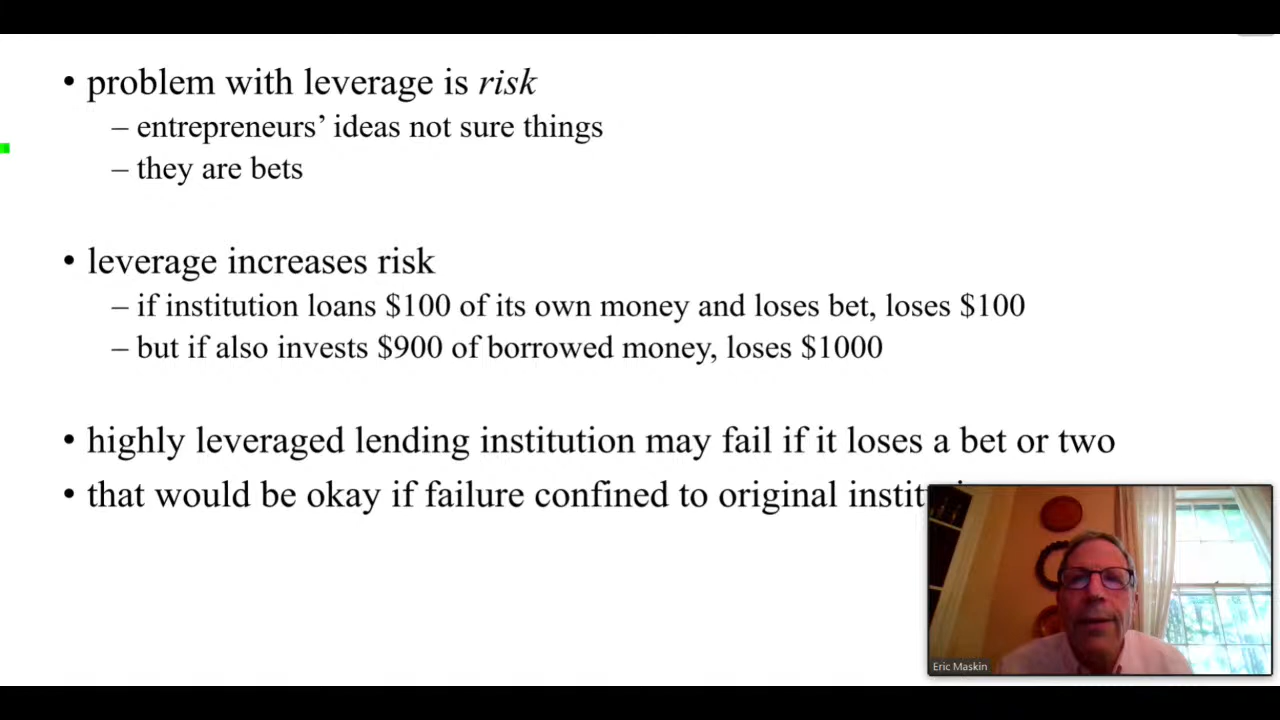 • problem with leverage is risk
– entrepreneurs’ ideas not sure things
– they are bets
• leverage increases risk
– if institution loans $100 of its own money and loses bet, loses $100
– but if also invests $900 of borrowed money, loses $1000
• highly leveraged lending institution may fail if it loses a bet or two
• that would be okay if failure confined to original
Eric Maskin